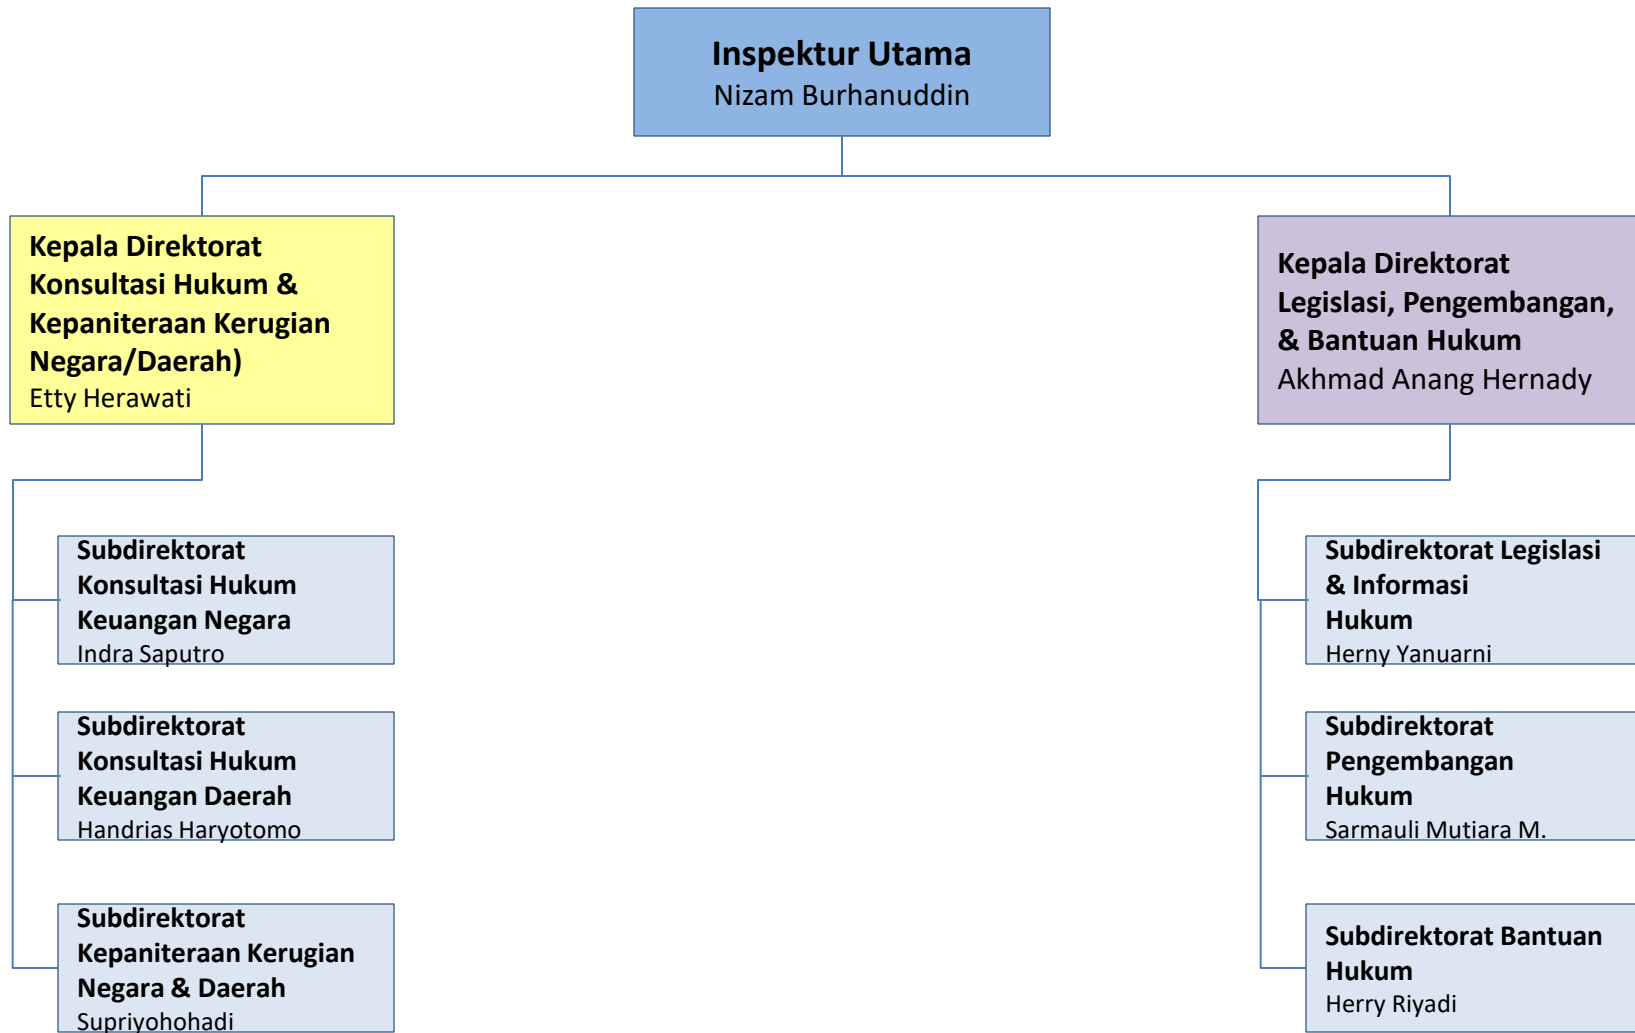 Inspektur Utama
Nizam Burhanuddin
Kepala Direktorat
Konsultasi Hukum &
Kepaniteraan Kerugian
Negara/Daerah)
Etty Herawati
Kepala Direktorat
Legislasi, Pengembangan,
& Bantuan Hukum
Akhmad Anang Hernady
Subdirektorat
Konsultasi Hukum
Keuangan Negara
Indra Saputro
Subdirektorat
Konsultasi Hukum
Keuangan Daerah
Handrias Haryotomo
Subdirektorat
Kepaniteraan Kerugian
Negara & Daerah
Supriyohohadi
Subdirektorat Legislasi
& Informasi
Hukum
Herny Yanuarni
Subdirektorat
Pengembangan
Hukum
Sarmauli Mutiara M.
Subdirektorat Bantuan
Hukum
Herry Riyadi